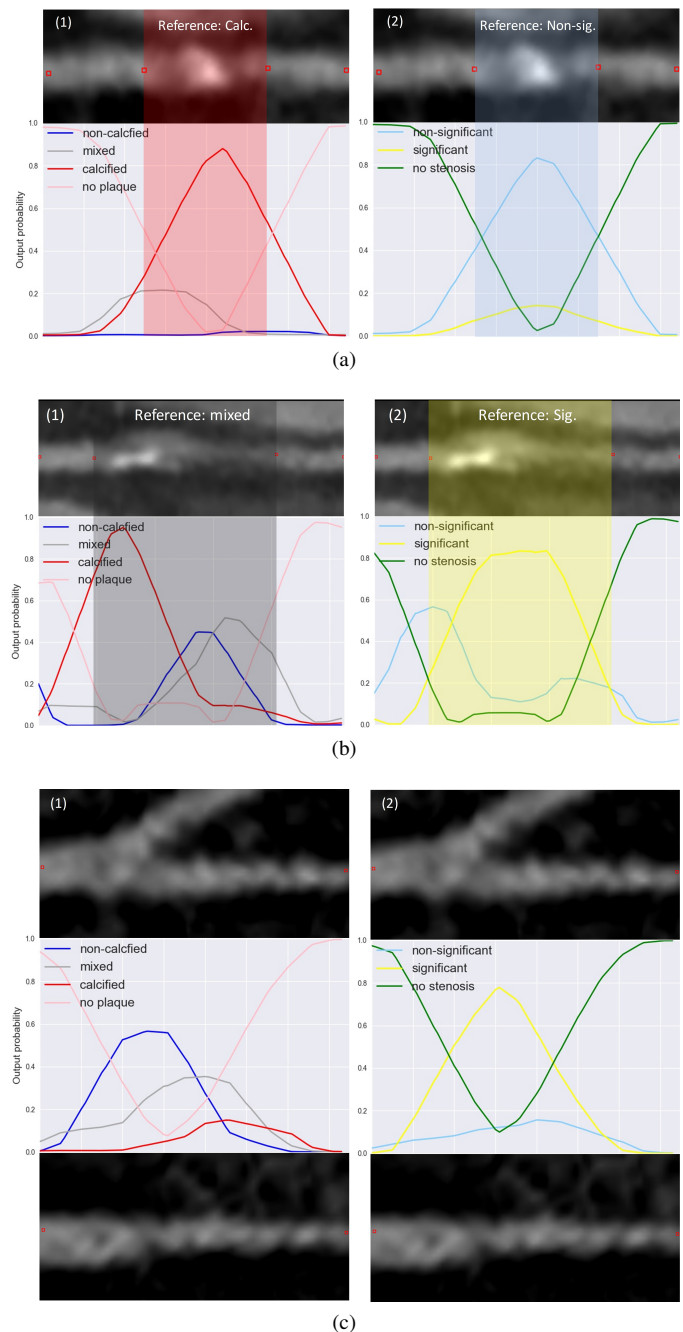 (1) Reference: Calc.
(2) Reference: Non-sig.
1.0
0.8
0.6
0.4
0.2
0.0
Output probability
non-calcfied
mixed
calcified
no plaque
non-significant
significant
no stenosis
(a)
(1) Reference: mixed
(2) Reference: Sig.
1.0
0.8
0.6
0.4
0.2
0.0
Output probability
non-calcfied
mixed
calcified
no plaque
non-significant
significant
no stenosis
(b)
(1)
(2)
1.0
0.8
0.6
0.4
0.2
0.0
Output probability
non-calcfied
mixed
calcified
no plaque
non-significant
significant
no stenosis
(c)